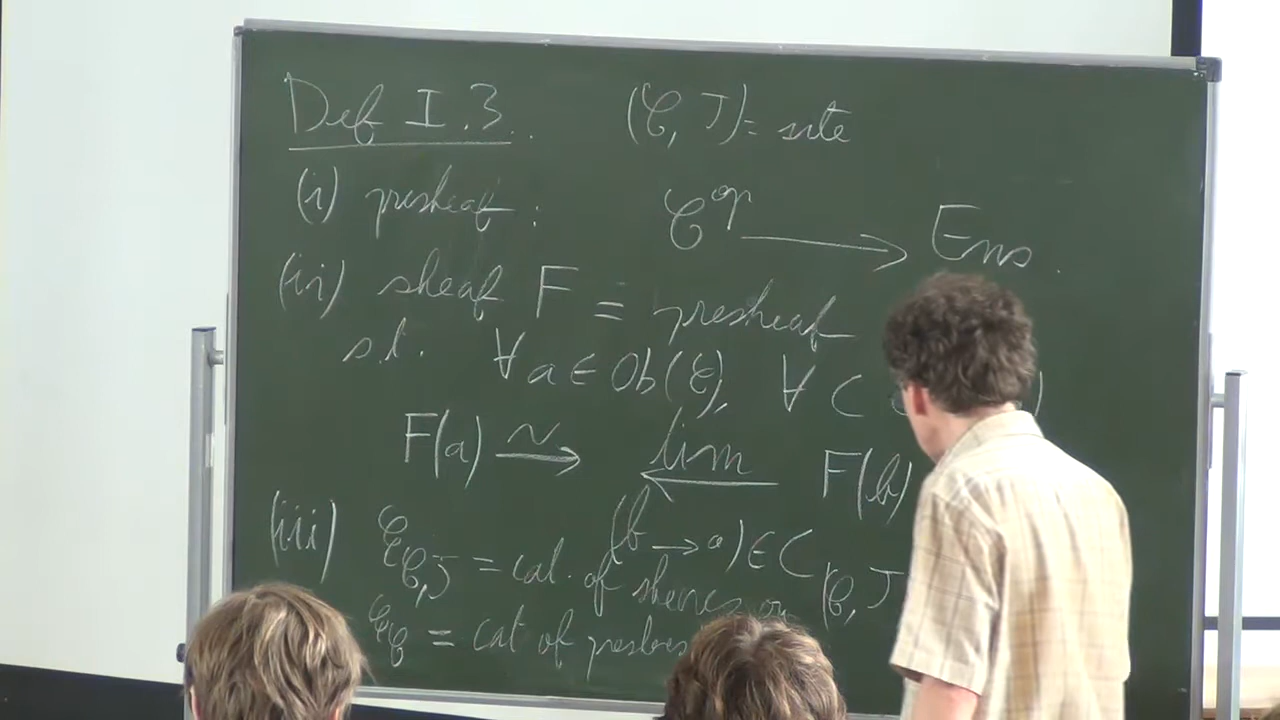 Def I.3. (𝒞, J) = site
(i) presheaf : 𝒞^op ⟶ Ens.
(ii) sheaf F = presheaf
s.t. ∀ a ∈ Ob(𝒞), ∀ C )
F(a) ⥲ lim ← F(b)
(b → a) ∈ C
(iii) ℰ_{𝒞,J} = cat. of sheaves on (𝒞, J
ℰ_𝒞 = cat of preshea